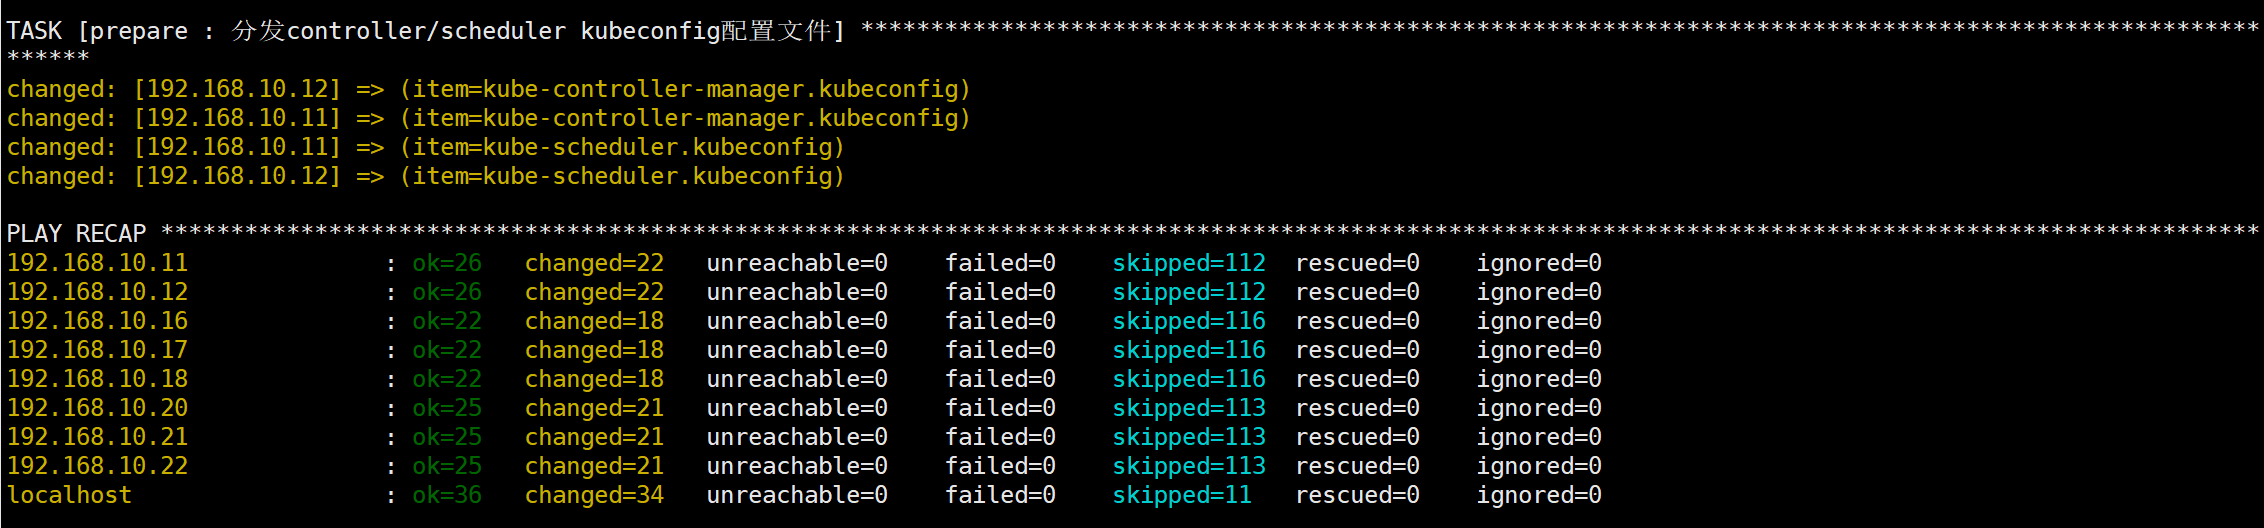 TASK [prepare : 分发controller/scheduler kubeconfig配置文件] ****************************************************************************************************
******
changed: [192.168.10.12] => (item=kube-controller-manager.kubeconfig)
changed: [192.168.10.11] => (item=kube-controller-manager.kubeconfig)
changed: [192.168.10.11] => (item=kube-scheduler.kubeconfig)
changed: [192.168.10.12] => (item=kube-scheduler.kubeconfig)
PLAY RECAP ******************************************************************************************************************************************************
192.168.10.11              : ok=26   changed=22   unreachable=0    failed=0    skipped=112  rescued=0    ignored=0
192.168.10.12              : ok=26   changed=22   unreachable=0    failed=0    skipped=112  rescued=0    ignored=0
192.168.10.16              : ok=22   changed=18   unreachable=0    failed=0    skipped=116  rescued=0    ignored=0
192.168.10.17              : ok=22   changed=18   unreachable=0    failed=0    skipped=116  rescued=0    ignored=0
192.168.10.18              : ok=22   changed=18   unreachable=0    failed=0    skipped=116  rescued=0    ignored=0
192.168.10.20              : ok=25   changed=21   unreachable=0    failed=0    skipped=113  rescued=0    ignored=0
192.168.10.21              : ok=25   changed=21   unreachable=0    failed=0    skipped=113  rescued=0    ignored=0
192.168.10.22              : ok=25   changed=21   unreachable=0    failed=0    skipped=113  rescued=0    ignored=0
localhost                  : ok=36   changed=34   unreachable=0    failed=0    skipped=11   rescued=0    ignored=0